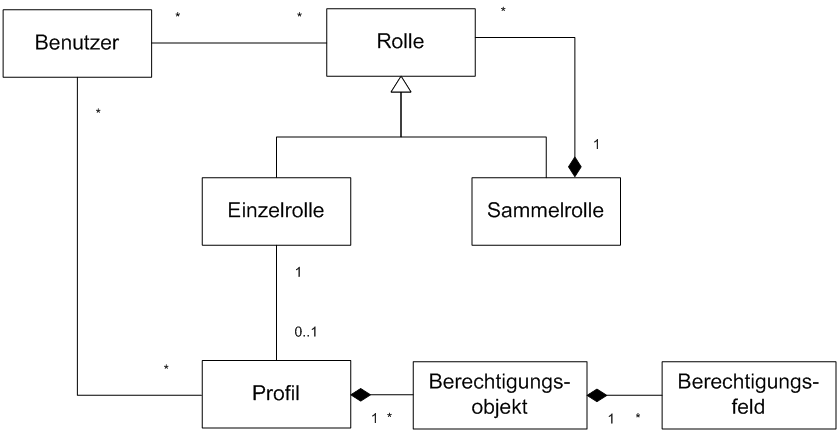 * * *
Benutzer Rolle
*
1
Einzelrolle Sammelrolle
1
0..1
*
Profil Berechtigungs- Berechtigungs-
objekt feld
1 * 1 *